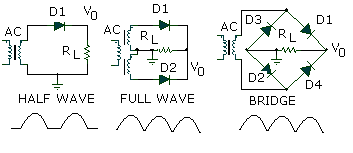 D1 V0
AC
RL
HALF WAVE
D1
AC
RL
D2 V0
FULL WAVE
D3 D1
AC
RL
V0
D2 D4
BRIDGE